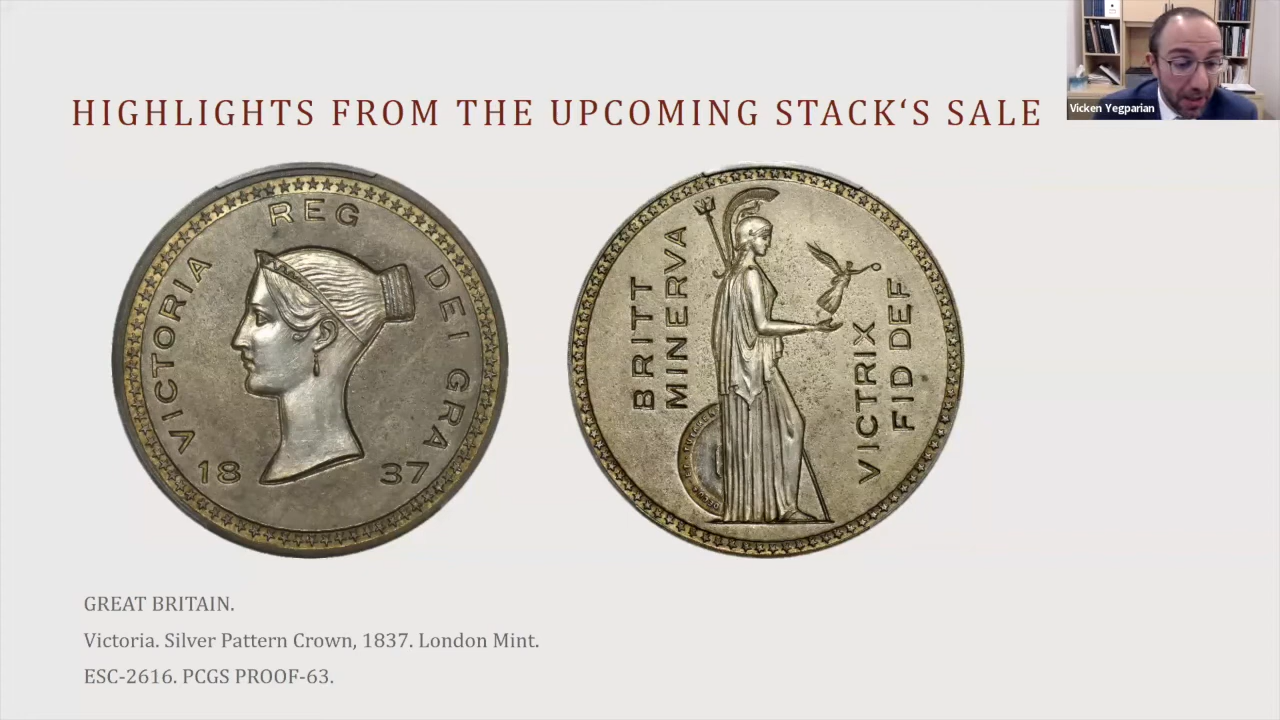 HIGHLIGHTS FROM THE UPCOMING STACK‘S SALE
Vicken Yegparian
VICTORIA
REG
DEI GRA
18
37
BRITT
MINERVA
VICTRIX
FID DEF
GREAT BRITAIN.
Victoria. Silver Pattern Crown, 1837. London Mint.
ESC-2616. PCGS PROOF-63.